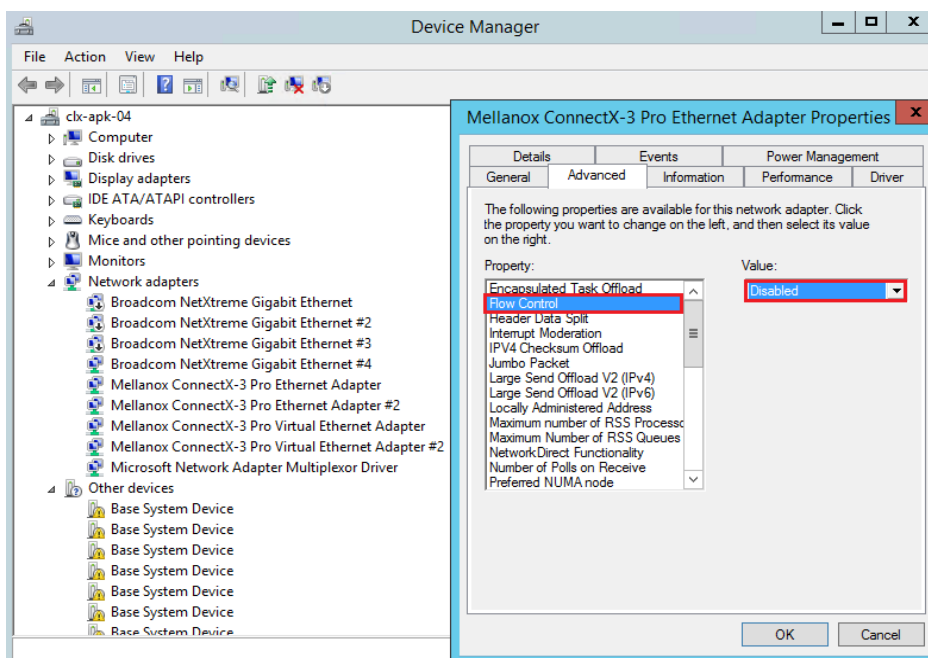 Device Manager
File Action View Help
clx-apk-04
Computer
Disk drives
Display adapters
IDE ATA/ATAPI controllers
Keyboards
Mice and other pointing devices
Monitors
Network adapters
Broadcom NetXtreme Gigabit Ethernet
Broadcom NetXtreme Gigabit Ethernet #2
Broadcom NetXtreme Gigabit Ethernet #3
Broadcom NetXtreme Gigabit Ethernet #4
Mellanox ConnectX-3 Pro Ethernet Adapter
Mellanox ConnectX-3 Pro Ethernet Adapter #2
Mellanox ConnectX-3 Pro Virtual Ethernet Adapter
Mellanox ConnectX-3 Pro Virtual Ethernet Adapter #2
Microsoft Network Adapter Multiplexor Driver
Other devices
Base System Device
Base System Device
Base System Device
Base System Device
Base System Device
Base System Device
Base System Device
Mellanox ConnectX-3 Pro Ethernet Adapter Properties
Details Events Power Management
General Advanced Information Performance Driver
The following properties are available for this network adapter. Click
the property you want to change on the left, and then select its value
on the right.
Property:
Encapsulated Task Offload
Flow Control
Header Data Split
Interrupt Moderation
IPV4 Checksum Offload
Jumbo Packet
Large Send Offload V2 (IPv4)
Large Send Offload V2 (IPv6)
Locally Administered Address
Maximum number of RSS Processo
Maximum Number of RSS Queues
NetworkDirect Functionality
Number of Polls on Receive
Preferred NUMA node
Value:
Disabled
OK Cancel